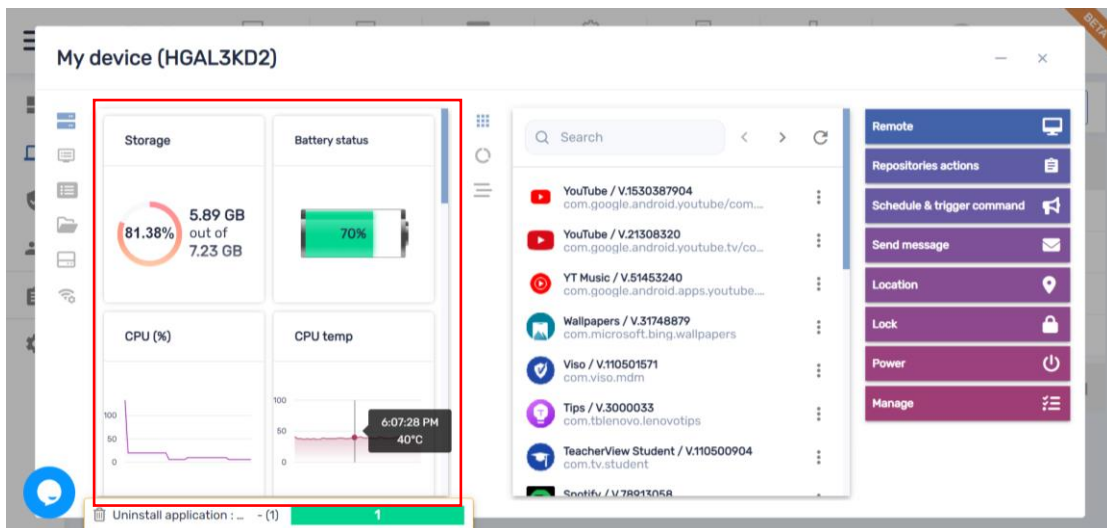 BETA
My device (HGAL3KD2)
Storage
81.38%
5.89 GB
out of
7.23 GB
Battery status
70%
CPU (%)
100
50
0
CPU temp
100
50
0
6:07:28 PM
40°C
Search
YouTube / V.1530387904
com.google.android.youtube/com....
YouTube / V.21308320
com.google.android.youtube.tv/co...
YT Music / V.51453240
com.google.android.apps.youtube....
Wallpapers / V.31748879
com.microsoft.bing.wallpapers
Viso / V.110501571
com.viso.mdm
Tips / V.3000033
com.tblenovo.lenovotips
TeacherView Student / V.110500904
com.tv.student
Spotify / V.78913058
Remote
Repositories actions
Schedule & trigger command
Send message
Location
Lock
Power
Manage
Uninstall application : ... - (1)
1